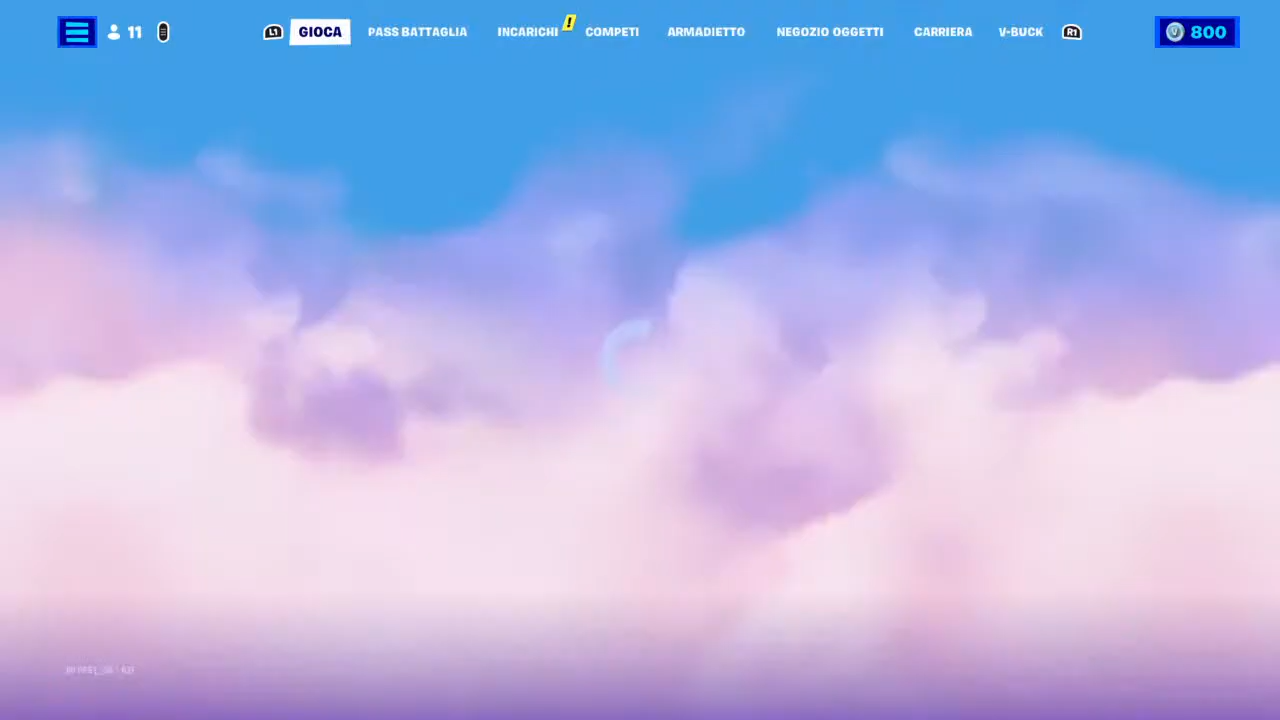 11 L1 GIOCA PASS BATTAGLIA INCARICHI ! COMPETI ARMADIETTO NEGOZIO OGGETTI CARRIERA V-BUCK R1 800